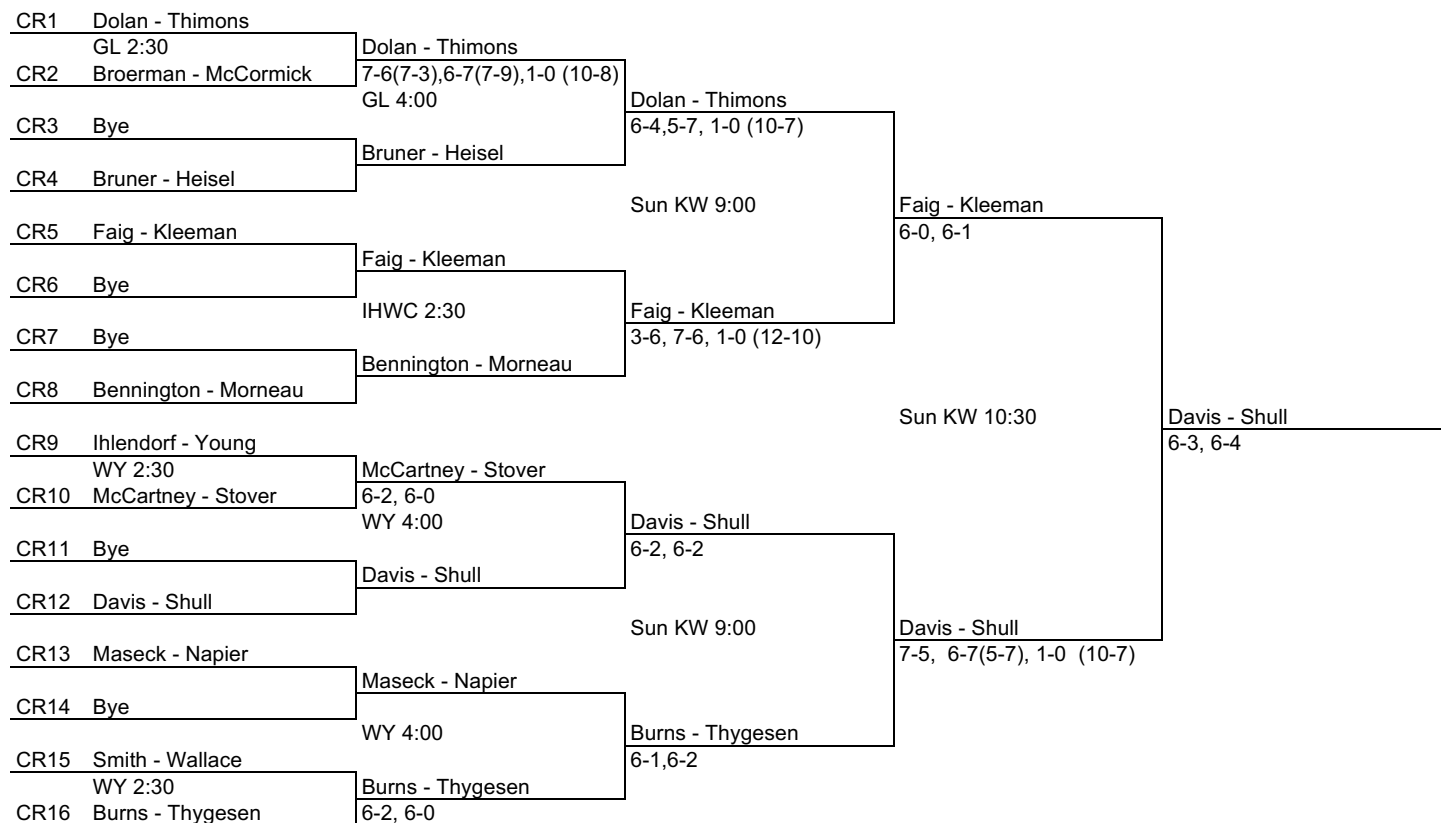 CR1 Dolan - Thimons
GL 2:30 Dolan - Thimons
CR2 Broerman - McCormick 7-6(7-3),6-7(7-9),1-0 (10-8)
GL 4:00 Dolan - Thimons
CR3 Bye 6-4,5-7, 1-0 (10-7)
Bruner - Heisel
CR4 Bruner - Heisel
Sun KW 9:00 Faig - Kleeman
CR5 Faig - Kleeman 6-0, 6-1
Faig - Kleeman
CR6 Bye
IHWC 2:30 Faig - Kleeman
CR7 Bye 3-6, 7-6, 1-0 (12-10)
Bennington - Morneau
CR8 Bennington - Morneau
Sun KW 10:30 Davis - Shull
CR9 Ihlendorf - Young 6-3, 6-4
WY 2:30 McCartney - Stover
CR10 McCartney - Stover 6-2, 6-0
WY 4:00 Davis - Shull
CR11 Bye 6-2, 6-2
Davis - Shull
CR12 Davis - Shull
Sun KW 9:00 Davis - Shull
CR13 Maseck - Napier 7-5, 6-7(5-7), 1-0 (10-7)
Maseck - Napier
CR14 Bye
WY 4:00 Burns - Thygesen
CR15 Smith - Wallace 6-1,6-2
WY 2:30 Burns - Thygesen
CR16 Burns - Thygesen 6-2, 6-0